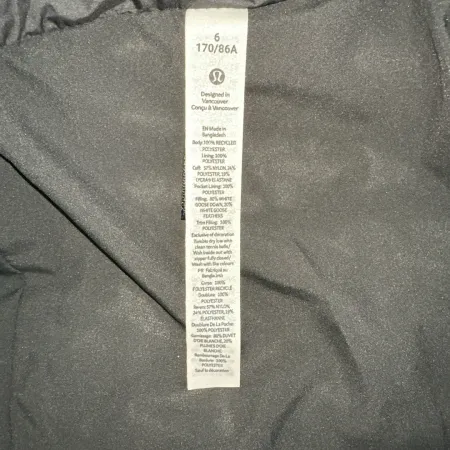 6
170/86A
Designed in
Vancouver
Conçu à Vancouver
EN Made in
Bangladesh
Body: 100% RECYCLED
POLYESTER
Lining: 100%
POLYESTER
Cuff: 57% NYLON,
POLYESTER,
LYCRA® ELASTANE
Pocket Lining: 100%
POLYESTER
Filling: 80% WHITE
GOOSE DOWN, 20%
WHITE GOOSE
FEATHERS
Trim Filling: 100%
POLYESTER
Exclusive of decoration
Tumble dry low with
clean tennis balls/
Wash inside out with
zipper fully closed/
Wash with like colours
FR Fabriqué au
Bangladesh
Corps: 100%
POLYESTER RECYCLÉ
Doublure: 100%
POLYESTER
NYLON,
POLYESTER,
ÉLASTHANNE
Doublure De La Poche:
100% POLYESTER
Garnissage: 80% DUVET
D'OIE BLANCHE, 20%
PLUMES D'OIE
BLANCHE
Rembourrage De La
100%
POLYESTER
Sauf la décoration